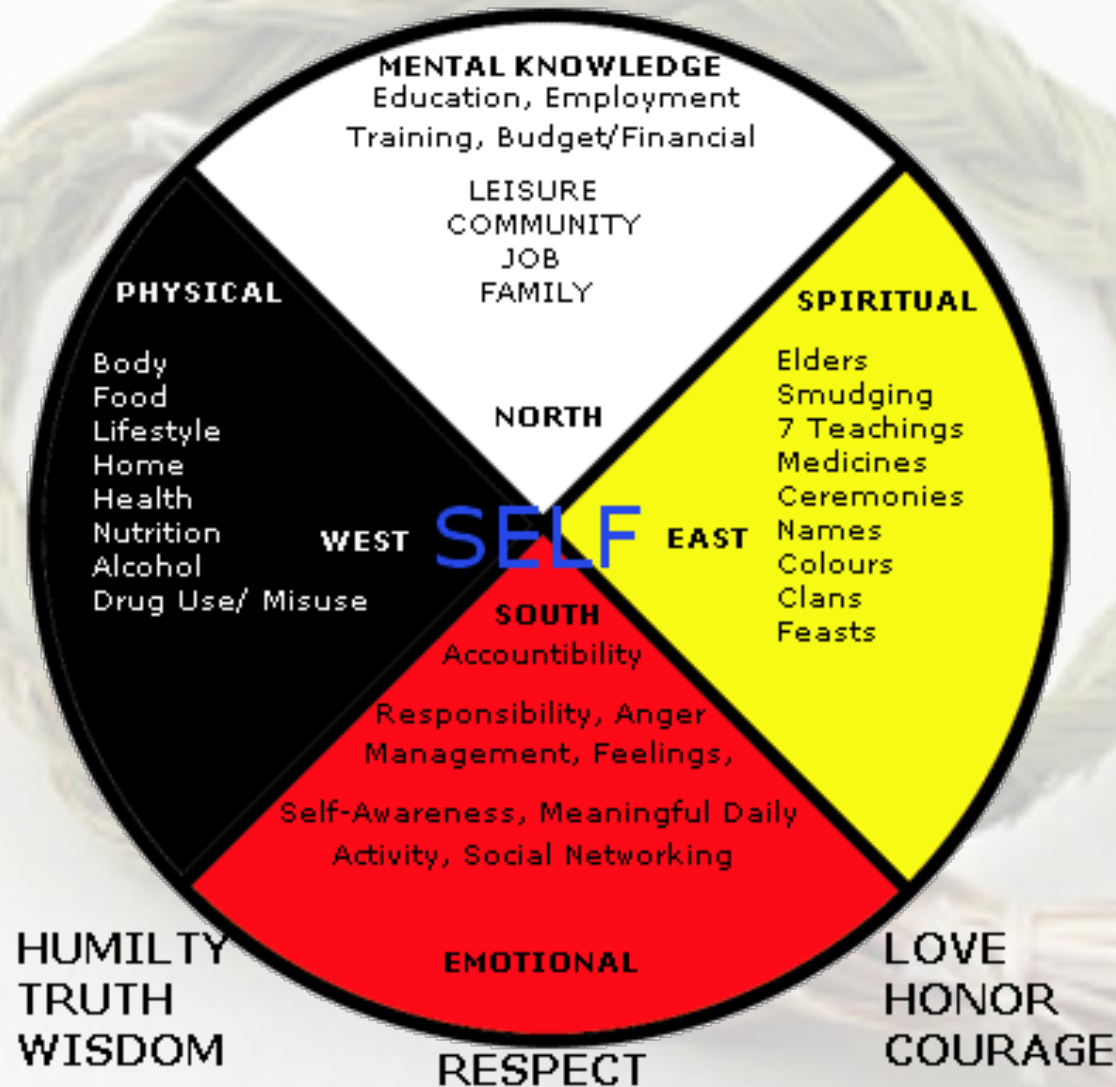 MENTAL KNOWLEDGE
Education, Employment
Training, Budget/Financial
LEISURE
COMMUNITY
JOB
FAMILY
NORTH
PHYSICAL
Body
Food
Lifestyle
Home
Health
Nutrition
Alcohol
Drug Use/ Misuse
WEST
SELF
EAST
SPIRITUAL
Elders
Smudging
7 Teachings
Medicines
Ceremonies
Names
Colours
Clans
Feasts
SOUTH
Accountibility
Responsibility, Anger
Management, Feelings,
Self-Awareness, Meaningful Daily
Activity, Social Networking
EMOTIONAL
HUMILTY
TRUTH
WISDOM
RESPECT
LOVE
HONOR
COURAGE